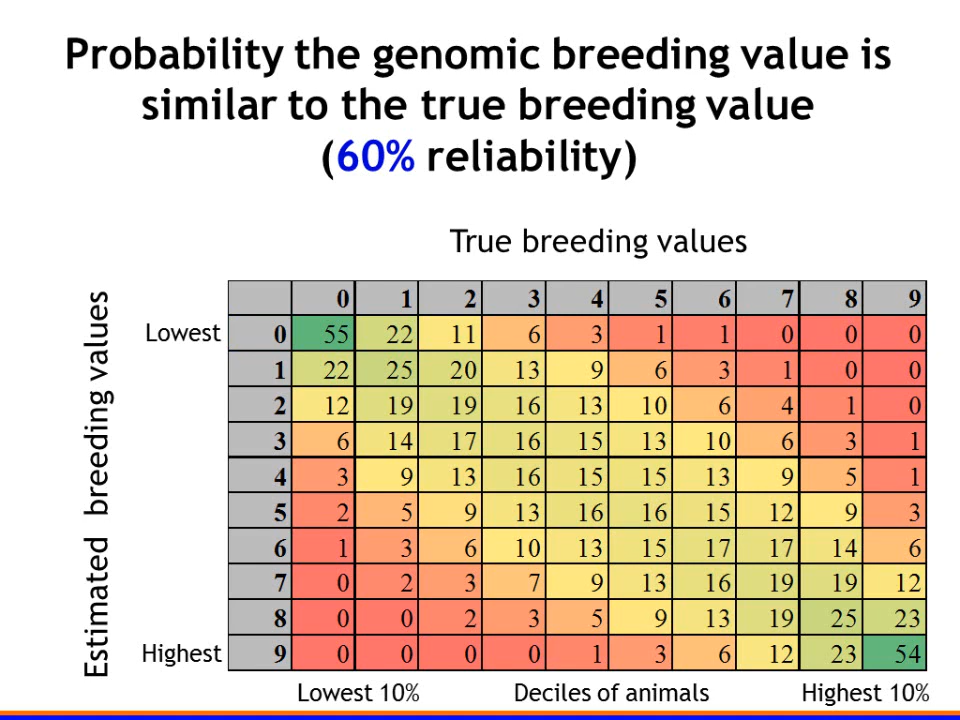 Probability the genomic breeding value is
similar to the true breeding value
(60% reliability)
True breeding values
Estimated breeding values
0 1 2 3 4 5 6 7 8 9
Lowest 0 55 22 11 6 3 1 1 0 0 0
1 22 25 20 13 9 6 3 1 0 0
2 12 19 19 16 13 10 6 4 1 0
3 6 14 17 16 15 13 10 6 3 1
4 3 9 13 16 15 15 13 9 5 1
5 2 5 9 13 16 16 15 12 9 3
6 1 3 6 10 13 15 17 17 14 6
7 0 2 3 7 9 13 16 19 19 12
8 0 0 2 3 5 9 13 19 25 23
Highest 9 0 0 0 0 1 3 6 12 23 54
Lowest 10% Deciles of animals Highest 10%